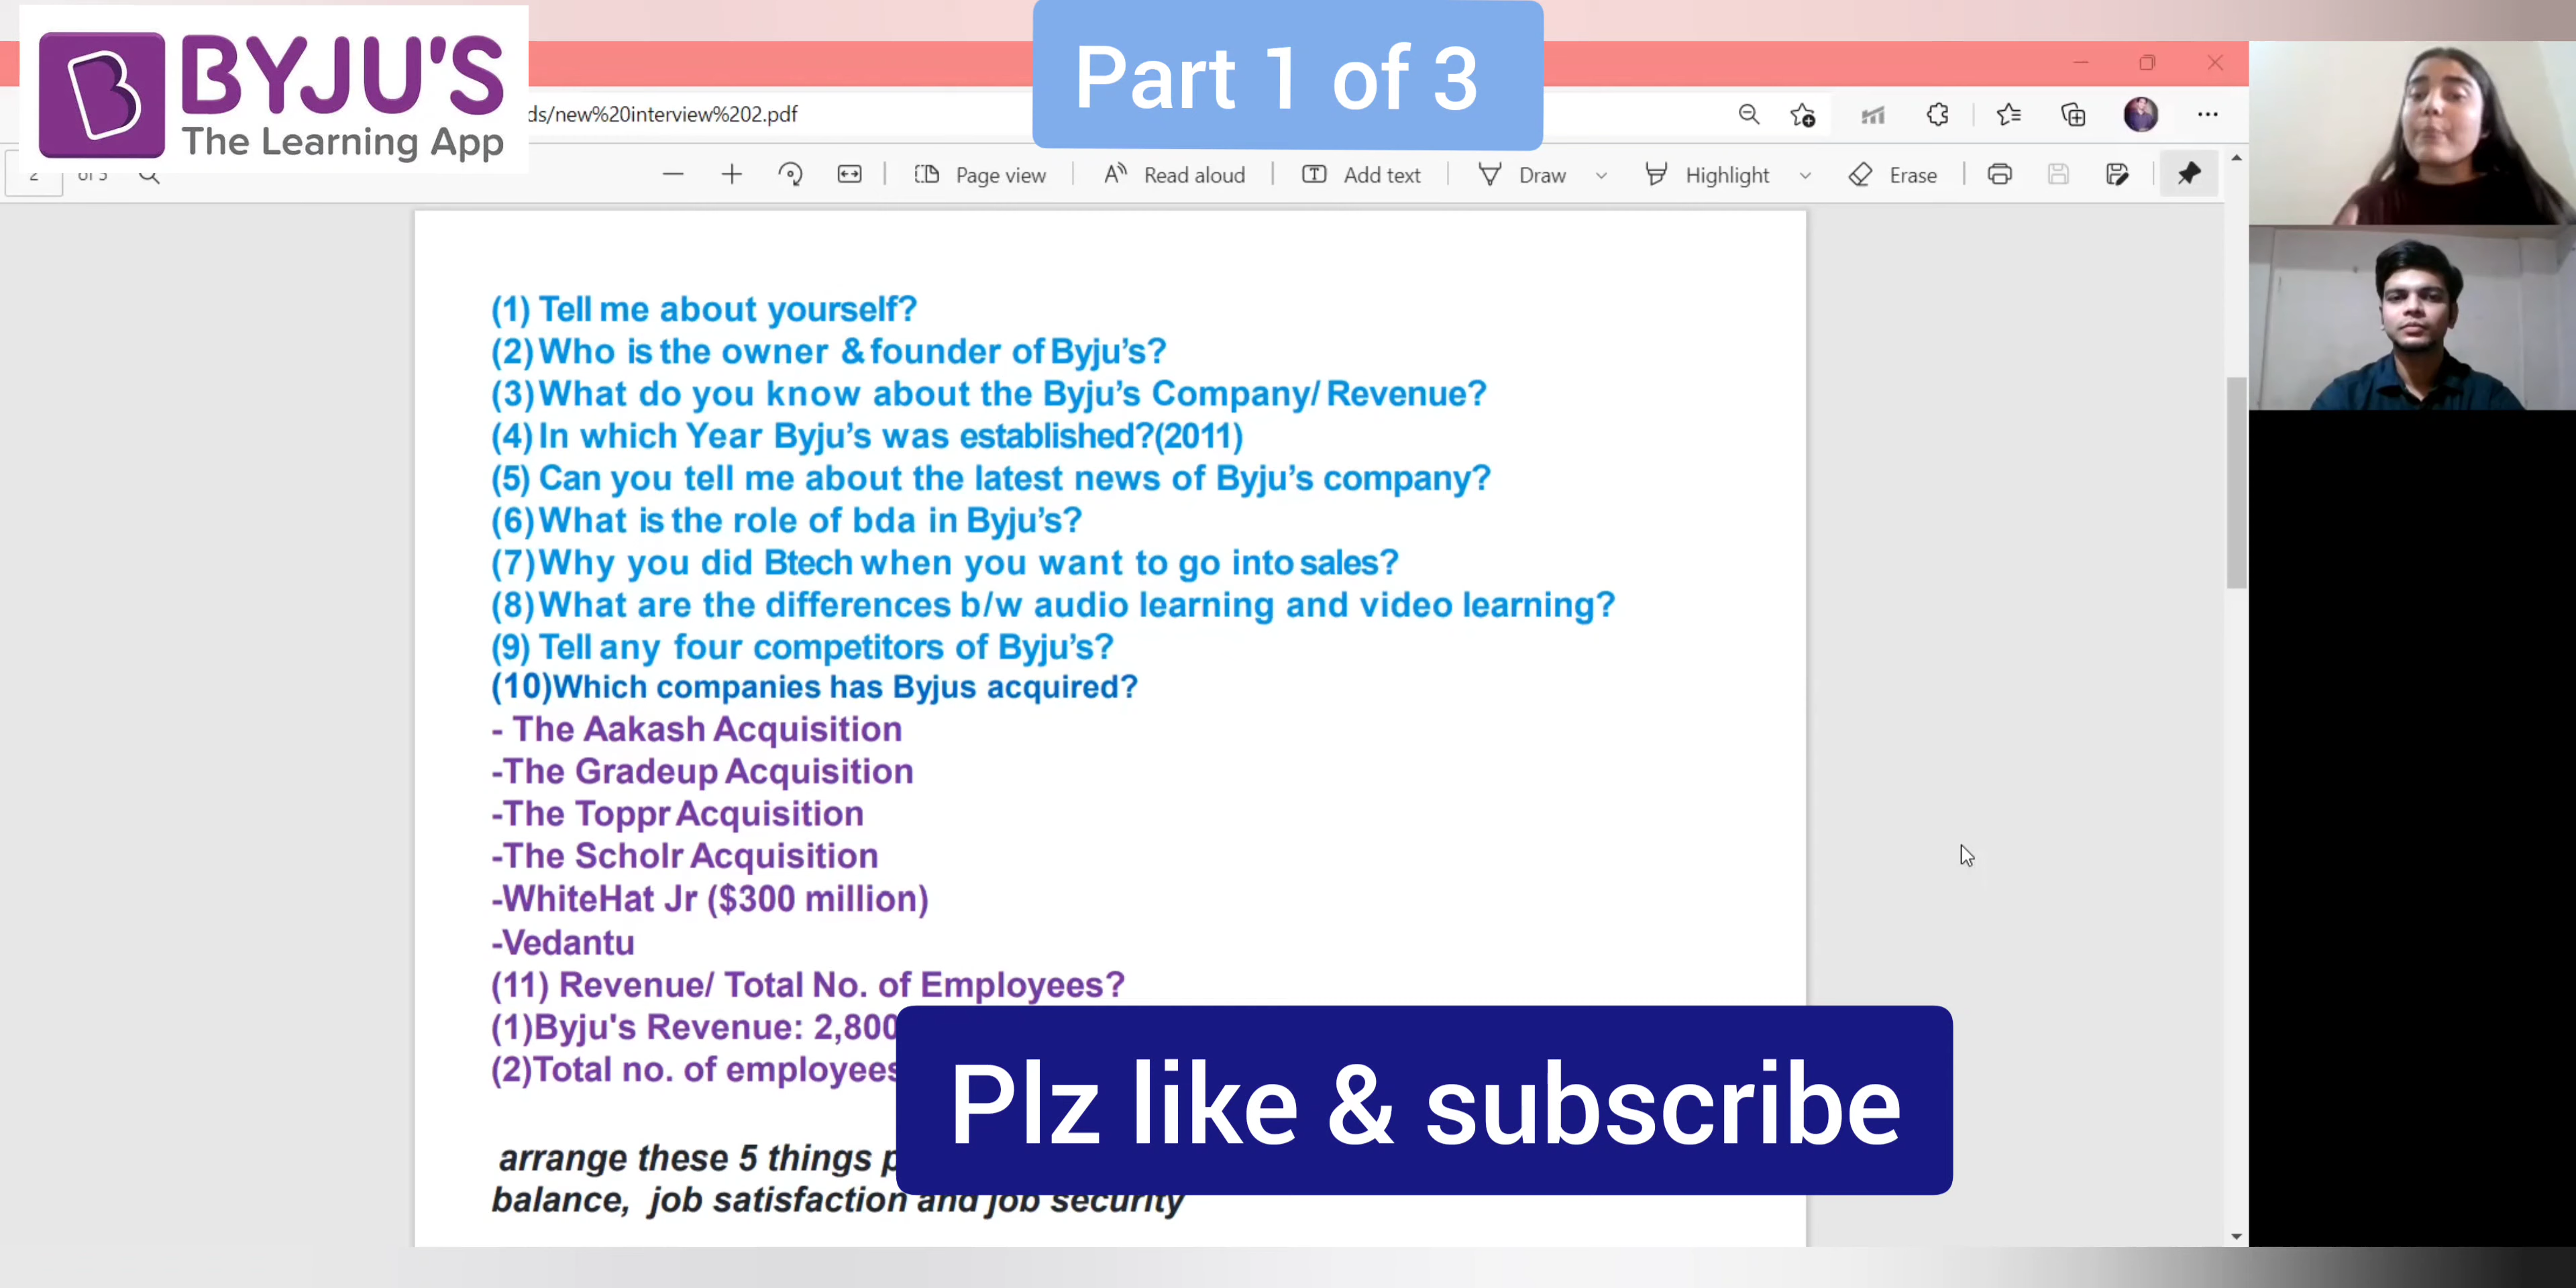 BYJU'S
The Learning App
Part 1 of 3
ds/new%20interview%202.pdf
2 of 5
Page view
Read aloud
Add text
Draw
Highlight
Erase
(1) Tell me about yourself?
(2) Who is the owner & founder of Byju's?
(3) What do you know about the Byju's Company/ Revenue?
(4) In which Year Byju's was established?(2011)
(5) Can you tell me about the latest news of Byju's company?
(6) What is the role of bda in Byju's?
(7) Why you did Btech when you want to go into sales?
(8) What are the differences b/w audio learning and video learning?
(9) Tell any four competitors of Byju's?
(10)Which companies has Byjus acquired?
- The Aakash Acquisition
-The Gradeup Acquisition
-The Toppr Acquisition
-The Scholr Acquisition
-WhiteHat Jr ($300 million)
-Vedantu
(11) Revenue/ Total No. of Employees?
(1)Byju's Revenue: 2,800
(2)Total no. of employees
Plz like & subscribe
arrange these 5 things
balance, job satisfaction and job security